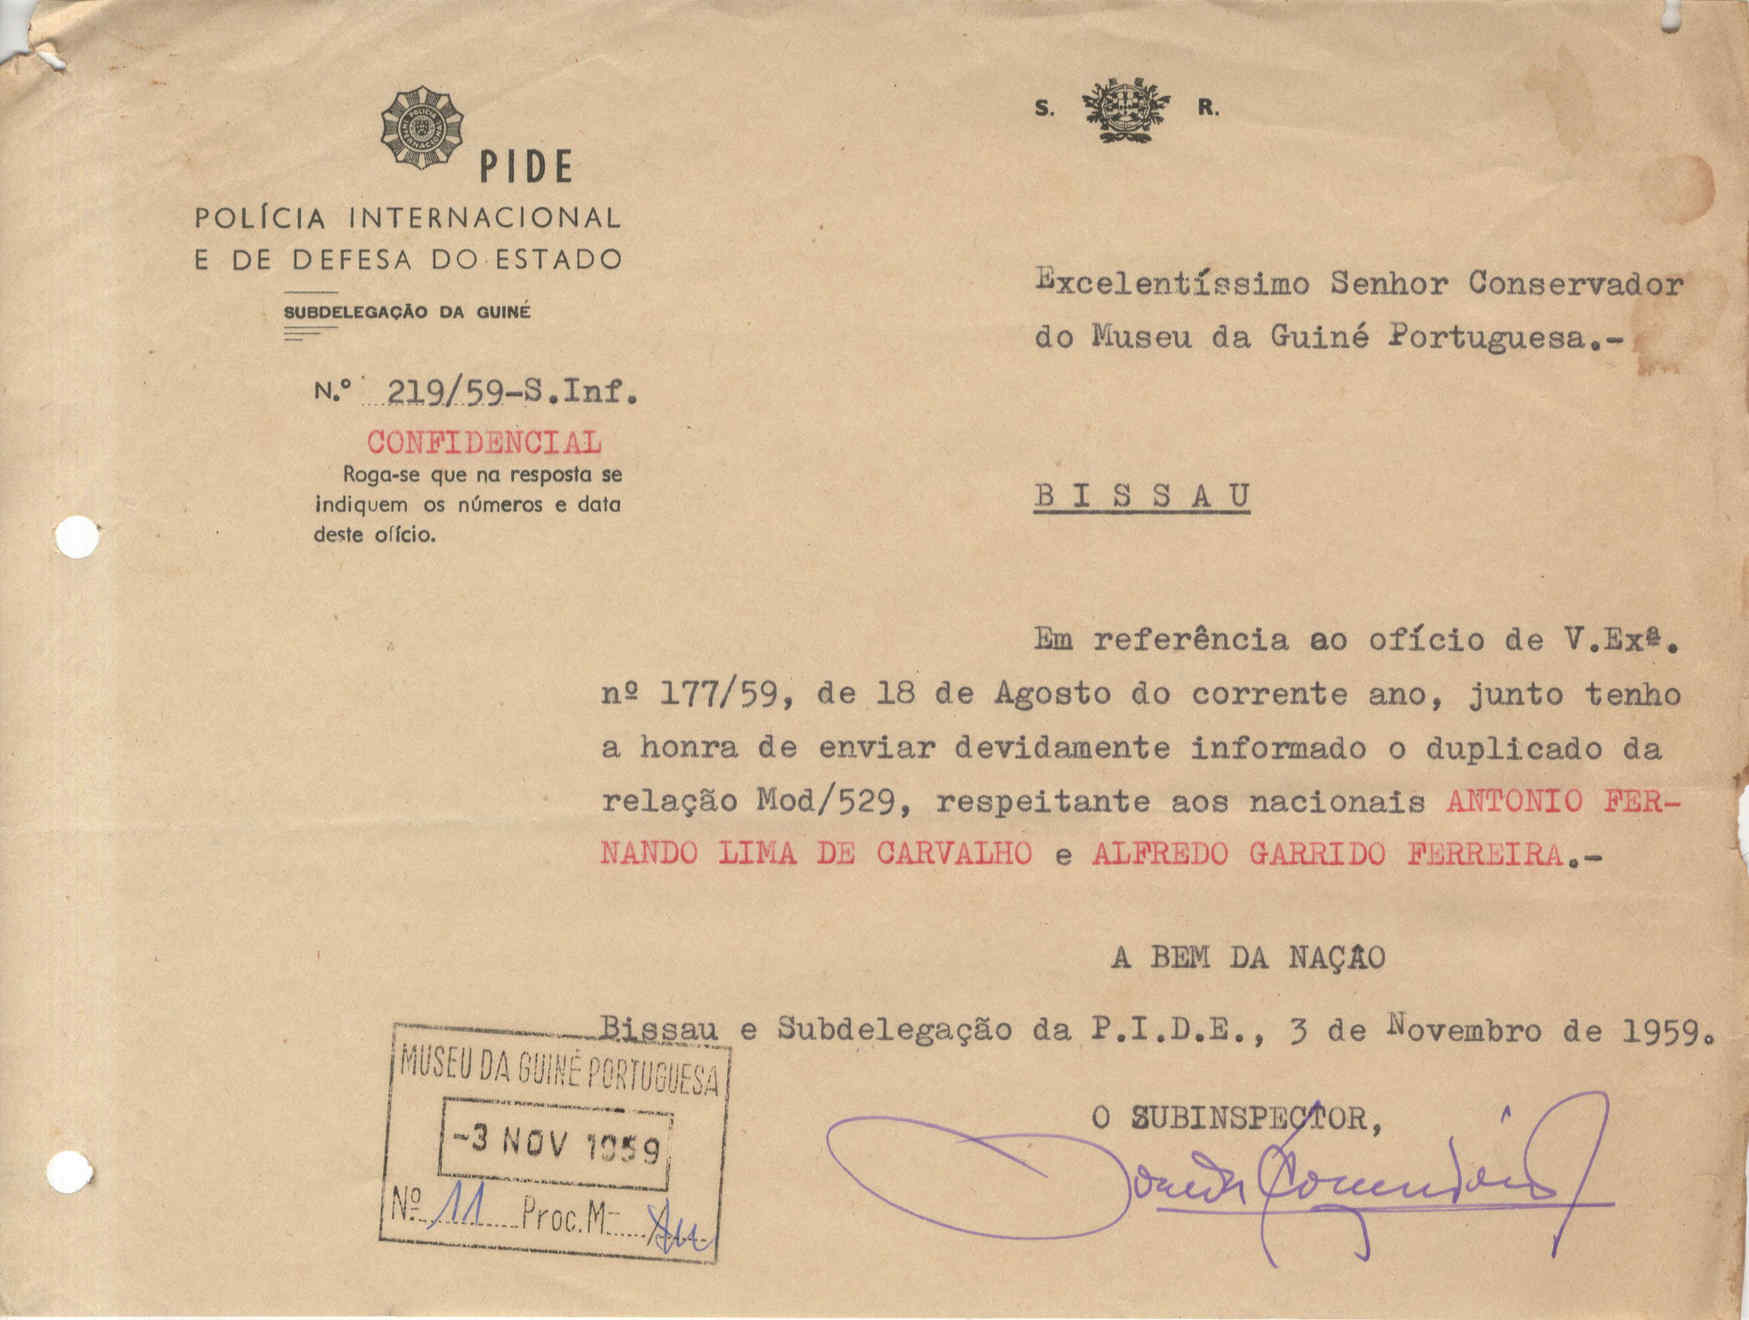 PIDE
POLÍCIA INTERNACIONAL
E DE DEFESA DO ESTADO
SUBDELEGAÇÃO DA GUINÉ
N.º 219/59-S.Inf.
CONFIDENCIAL
Roga-se que na resposta se
indiquem os números e data
deste ofício.
S. R.
Excelentíssimo Senhor Conservador
do Museu da Guiné Portuguesa.-
BISSAU
Em referência ao ofício de V.Exª.
nº 177/59, de 18 de Agosto do corrente ano, junto tenho
a honra de enviar devidamente informado o duplicado da
relação Mod/529, respeitante aos nacionais ANTONIO FER-
NANDO LIMA DE CARVALHO e ALFREDO GARRIDO FERREIRA.-
A BEM DA NAÇÃO
Bissau e Subdelegação da P.I.D.E., 3 de Novembro de 1959.
O SUBINSPECTOR,
MUSEU DA GUINÉ PORTUGUESA
-3 NOV 1959
Nº 11 Proc. M-